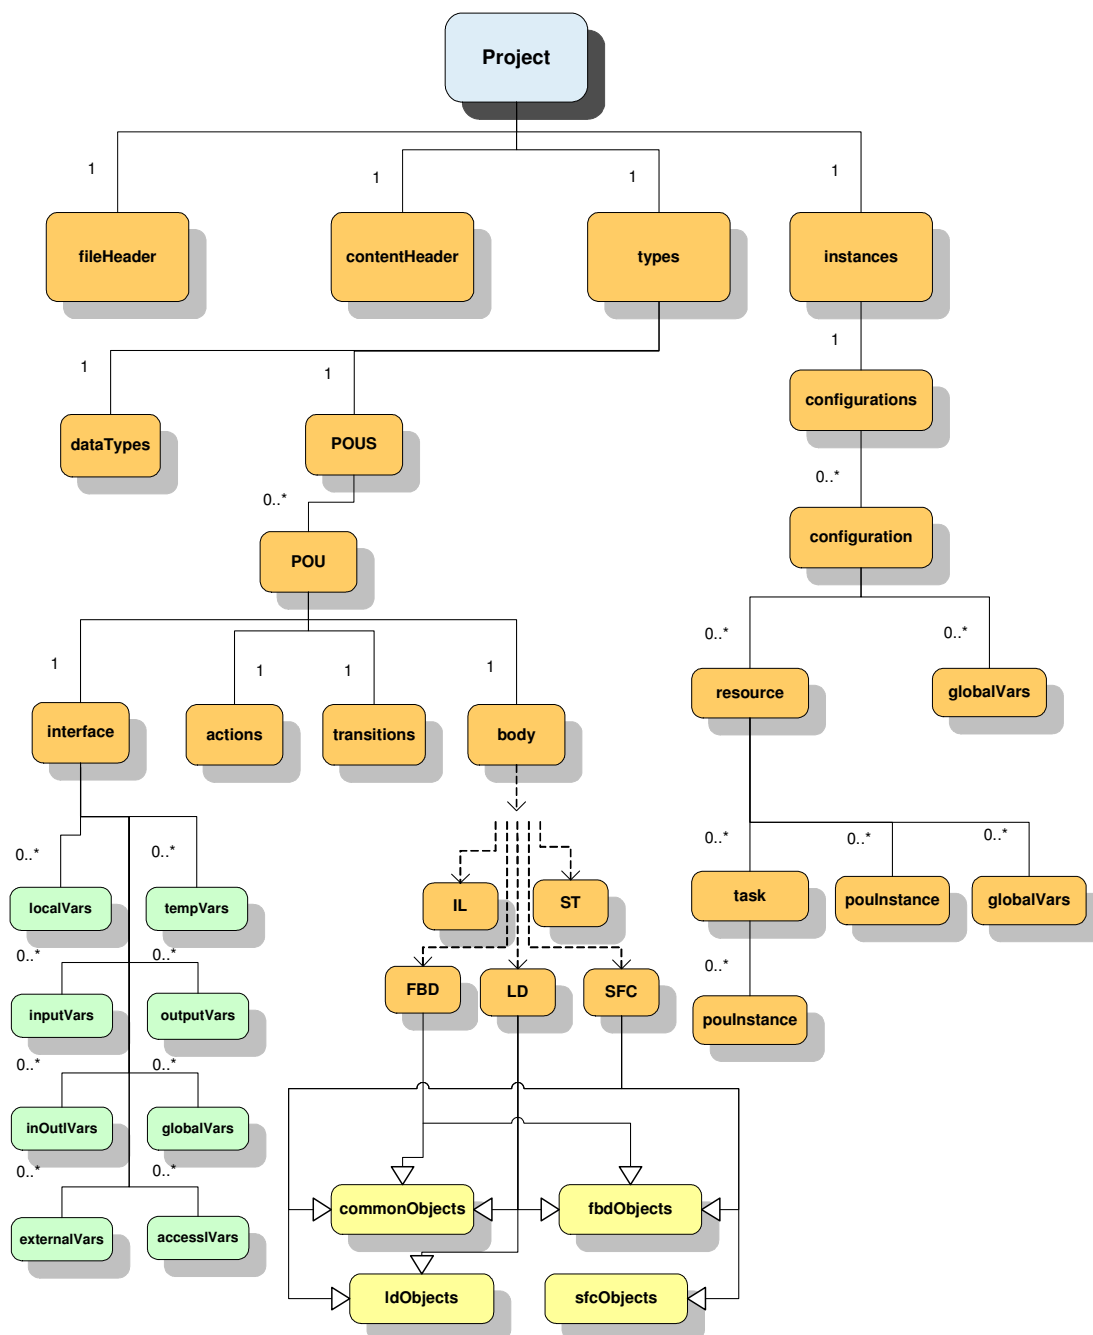 Project
1
1
1
1
fileHeader
contentHeader
types
instances
1
1
1
configurations
dataTypes
POUS
0..*
0..*
configuration
POU
0..*
0..*
1
1
1
1
resource
globalVars
interface
actions
transitions
body
0..*
0..*
0..*
0..*
0..*
localVars
tempVars
IL
ST
task
pouInstance
globalVars
0..*
0..*
0..*
FBD
LD
SFC
inputVars
outputVars
pouInstance
0..*
0..*
inOutlVars
globalVars
0..*
0..*
commonObjects
fbdObjects
externalVars
accesslVars
ldObjects
sfcObjects